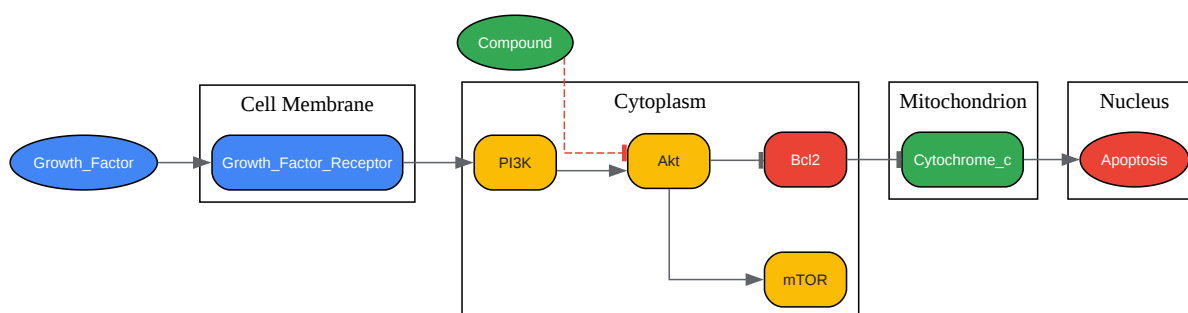 Compound
Cell Membrane
Cytoplasm
Mitochondrion
Nucleus
Growth_Factor
Growth_Factor_Receptor
PI3K
Akt
Bcl2
Cytochrome_c
Apoptosis
mTOR